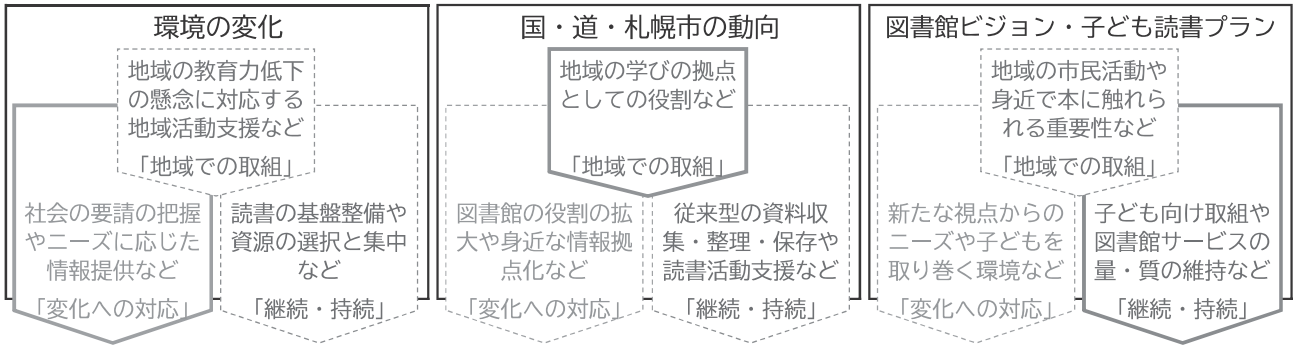 環境の変化
地域の教育力低下
の懸念に対応する
地域活動支援など
「地域での取組」
社会の要請の把握
やニーズに応じた
情報提供など
「変化への対応」
読書の基盤整備や
資源の選択と集中
など
「継続・持続」
国・道・札幌市の動向
地域の学びの拠点
としての役割など
「地域での取組」
図書館の役割の拡
大や身近な情報拠
点化など
「変化への対応」
従来型の資料収
集・整理・保存や
読書活動支援など
「継続・持続」
図書館ビジョン・子ども読書プラン
地域の市民活動や
身近で本に触れら
れる重要性など
「地域での取組」
新たな視点からの
ニーズや子どもを
取り巻く環境など
「変化への対応」
子ども向け取組や
図書館サービスの
量・質の維持など
「継続・持続」